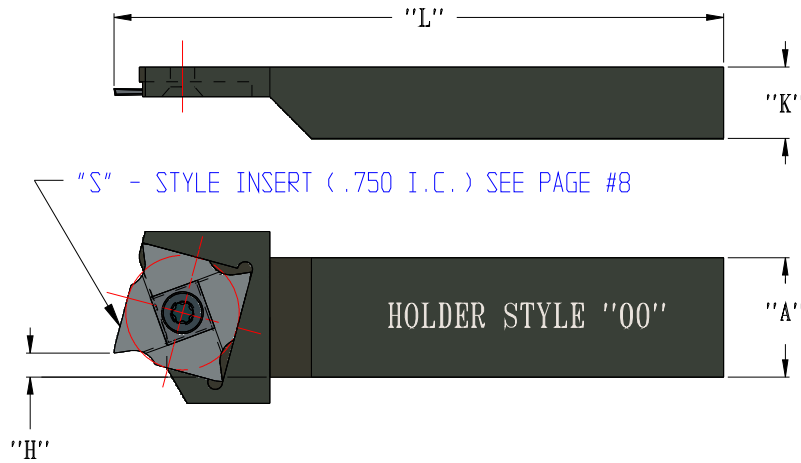 "L"
"K"
"S" - STYLE INSERT (.750 I.C.) SEE PAGE #8
HOLDER STYLE "00"
"A"
"H"